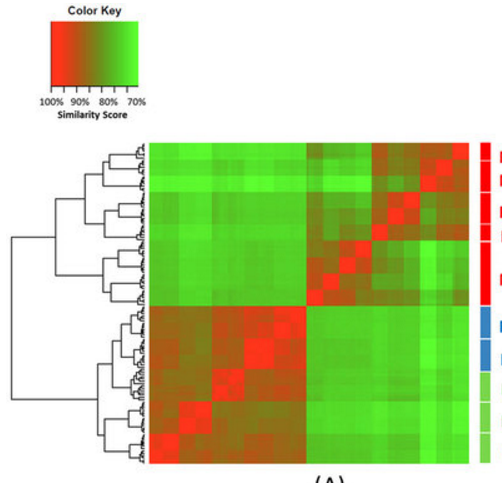 Color Key
100% 90% 80% 70%
Similarity Score
(A)